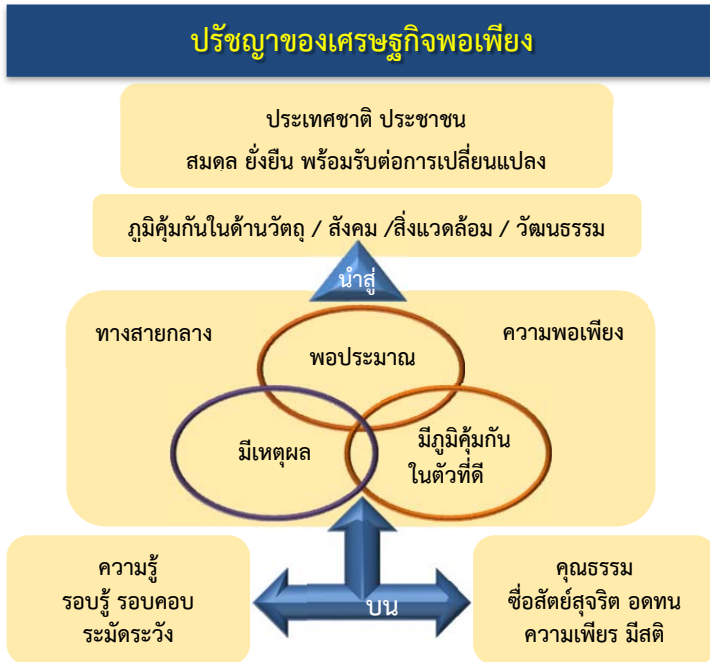 ปรัชญาของเศรษฐกิจพอเพียง
ประเทศชาติ ประชาชน
สมดุล ยั่งยืน พร้อมรับต่อการเปลี่ยนแปลง
ภูมิคุ้มกันในด้านวัตถุ / สังคม /สิ่งแวดล้อม / วัฒนธรรม
นำสู่
ทางสายกลาง
ความพอเพียง
พอประมาณ
มีเหตุผล
มีภูมิคุ้มกัน
ในตัวที่ดี
บน
ความรู้
รอบรู้ รอบคอบ
ระมัดระวัง
คุณธรรม
ซื่อสัตย์สุจริต อดทน
ความเพียร มีสติ